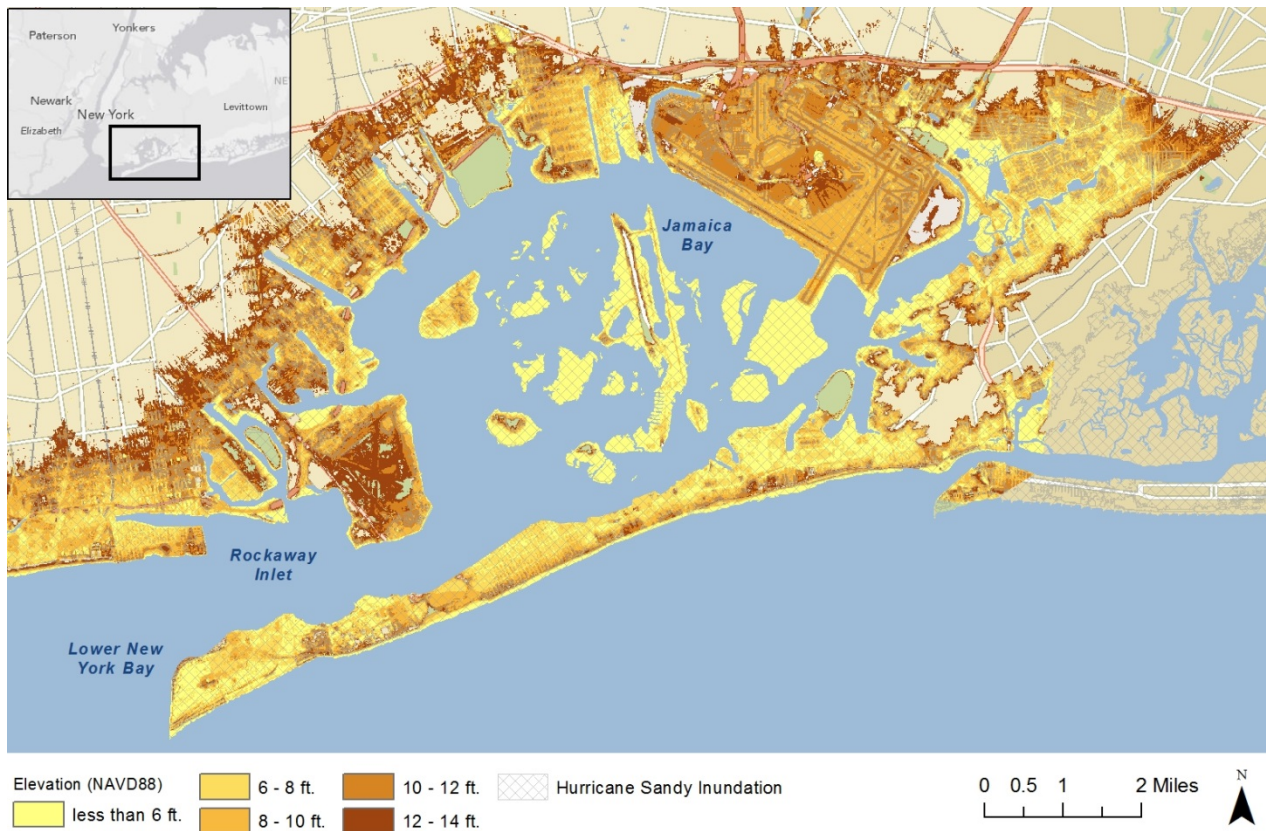 Yonkers
Paterson
NE
Newark
Levittown
New York
Elizabeth
Jamaica
Bay
Rockaway
Inlet
Lower New
York Bay
Elevation (NAVD88)
less than 6 ft.
6 - 8 ft.
8 - 10 ft.
10 - 12 ft.
12 - 14 ft.
Hurricane Sandy Inundation
0 0.5 1 2 Miles
N